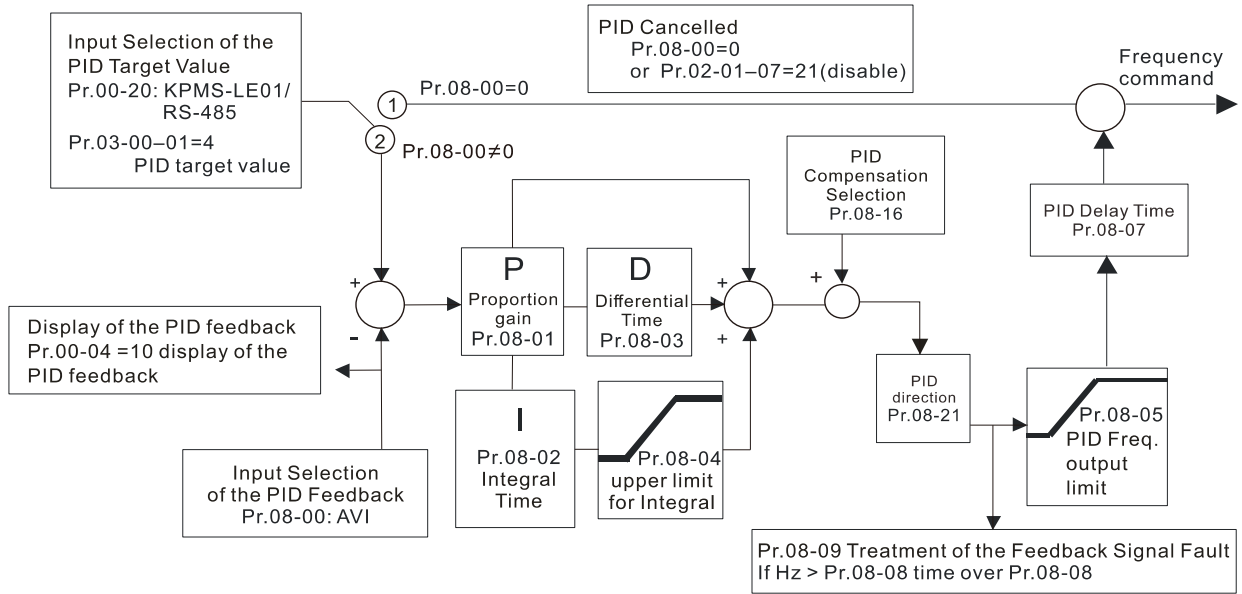 Input Selection of the
PID Target Value
Pr.00-20: KPMS-LE01/
RS-485
Pr.03-00–01=4
PID target value
1
Pr.08-00=0
2
Pr.08-00≠0
PID Cancelled
Pr.08-00=0
or Pr.02-01–07=21(disable)
Frequency
command
PID
Compensation
Selection
Pr.08-16
PID Delay Time
Pr.08-07
+
-
P
Proportion
gain
Pr.08-01
D
Differential
Time
Pr.08-03
+
+
+
Display of the PID feedback
Pr.00-04 =10 display of the
PID feedback
Input Selection
of the PID Feedback
Pr.08-00: AVI
I
Pr.08-02
Integral
Time
Pr.08-04
upper limit
for Integral
PID
direction
Pr.08-21
Pr.08-05
PID Freq.
output
limit
Pr.08-09 Treatment of the Feedback Signal Fault
If Hz > Pr.08-08 time over Pr.08-08